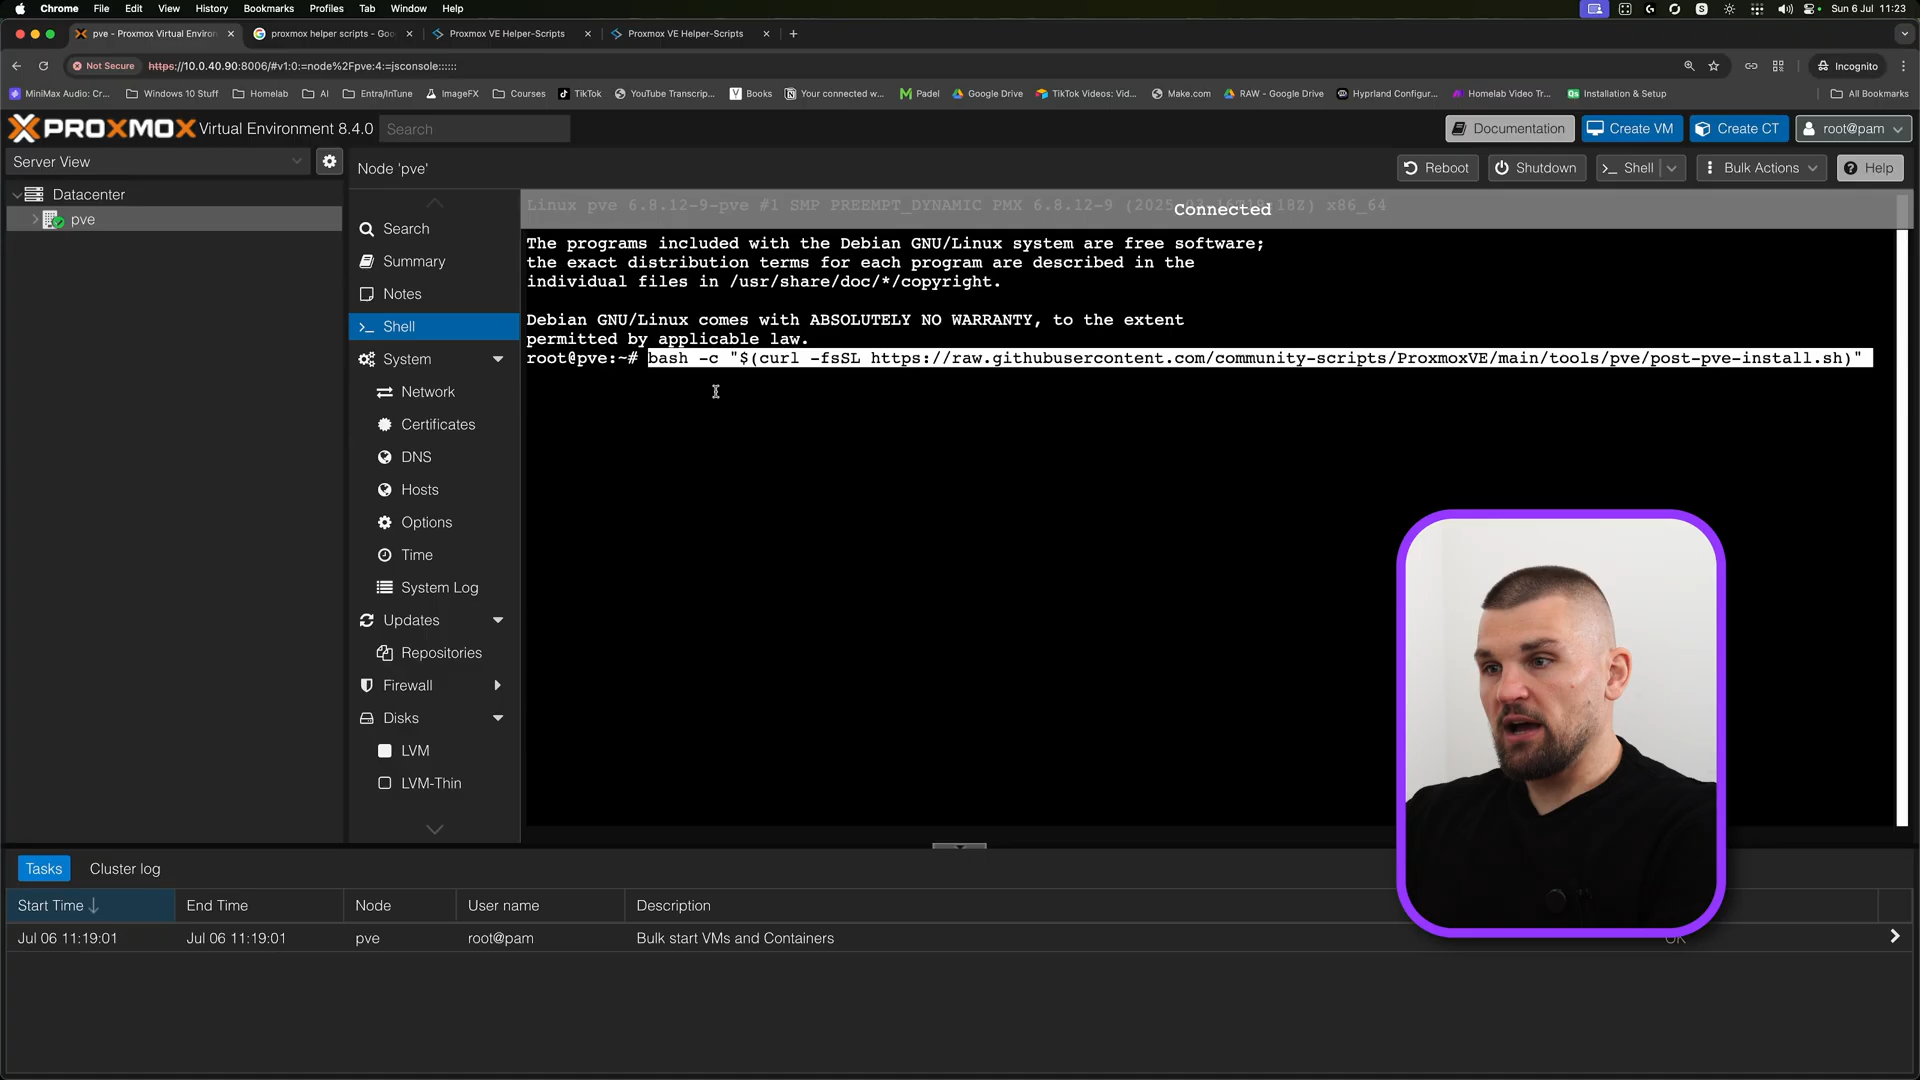 Chrome File Edit View History Bookmarks Profiles Tab Window Help Sun 6 Jul 11:23
pve - Proxmox Virtual Environ proxmox helper scripts - Goo Proxmox VE Helper-Scripts Proxmox VE Helper-Scripts
Not Secure https://10.0.40.90:8006/#v1:0:=node%2Fpve:4:=jsconsole:::::: Incognito
MiniMax Audio: Cr... Windows 10 Stuff Homelab AI Entra/InTune ImageFX Courses TikTok YouTube Transcrip... Books Your connected w... Padel Google Drive TikTok Videos: Vid... Make.com RAW - Google Drive Hyprland Configur... Homelab Video Tr... Installation & Setup All Bookmarks
PROXMOX Virtual Environment 8.4.0 Search Documentation Create VM Create CT root@pam
Server View Node 'pve' Reboot Shutdown Shell Bulk Actions Help
Datacenter
pve
Search
Summary
Notes
Shell
System
Network
Certificates
DNS
Hosts
Options
Time
System Log
Updates
Repositories
Firewall
Disks
LVM
LVM-Thin
Linux pve 6.8.12-9-pve #1 SMP PREEMPT_DYNAMIC PMX 6.8.12-9 x86_64
Connected
The programs included with the Debian GNU/Linux system are free software;
the exact distribution terms for each program are described in the
individual files in /usr/share/doc/*/copyright.
Debian GNU/Linux comes with ABSOLUTELY NO WARRANTY, to the extent
permitted by applicable law.
root@pve:~# bash -c "$(curl -fsSL https://raw.githubusercontent.com/community-scripts/ProxmoxVE/main/tools/pve/post-pve-install.sh)"
Tasks Cluster log
Start Time End Time Node User name Description
Jul 06 11:19:01 Jul 06 11:19:01 pve root@pam Bulk start VMs and Containers OK